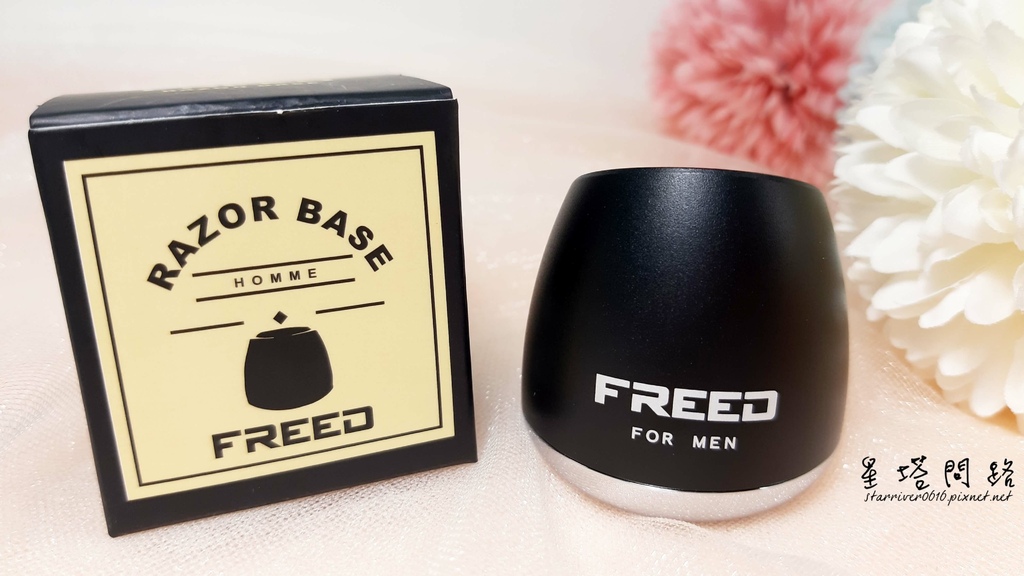 RAZOR BASE
HOMME
FREED
FREED
FOR MEN
星塔問路
starriver0616.pixnet.net